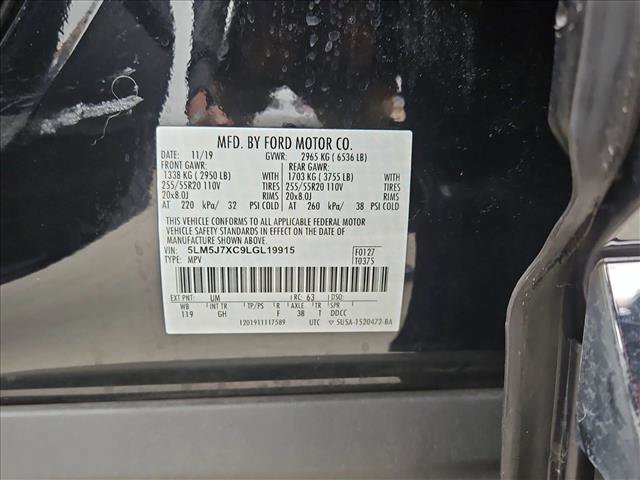 MFD. BY FORD MOTOR CO.
11/19 GVWR: 2965 KG ( 6536 LB)
FRONT GAWR: REAR GAWR:
1338 KG ( 2950 LB) WITH 1703 KG ( 3755 LB) WITH
255/55R20 110V TIRES 255/55R20 110V TIRES
20x8.0J RIMS 20x8.0J RIMS
AT 220 kPa/ 32 PSI COLD AT 260 kPa/ 38 PSI COLD
THIS VEHICLE CONFORMS TO ALL APPLICABLE FEDERAL MOTOR
VEHICLE SAFETY STANDARDS IN EFFECT ON THE DATE OF
MANUFACTURE SHOWN ABOVE.
VIN: 5LM5J7XC9LGL19915 F0127
TYPE: MPV T0375
EXT PNT: UM RC: 63 DSO:
WB INT TR TP/PS R AXLE TR SPR
119 GH F 38 T DDCC
1201911117589 UTC ▽ 5USA-1520472-BA